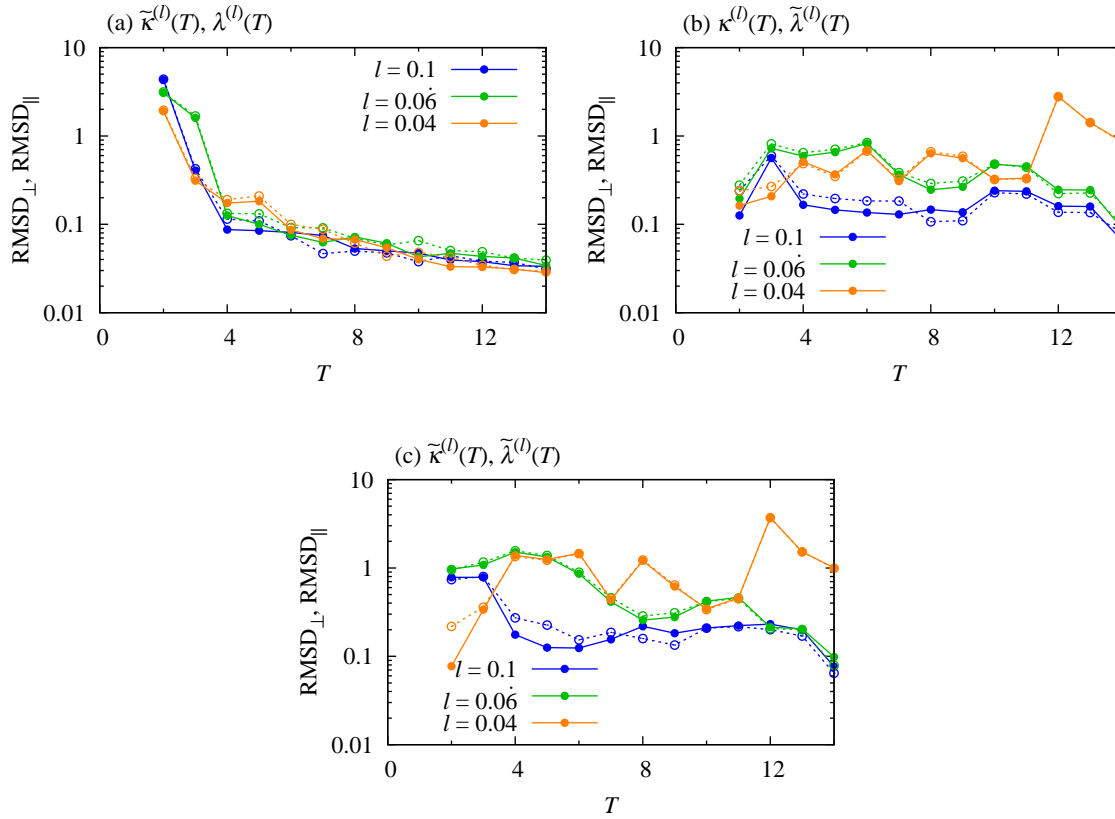 (a) κ̃⁽ˡ⁾(T), λ⁽ˡ⁾(T)
10
1
0.1
0.01
RMSD⊥, RMSD∥
l = 0.1
l = 0.06̇
l = 0.04
0 4 8 12
T
(b) κ⁽ˡ⁾(T), λ̃⁽ˡ⁾(T)
10
1
0.1
0.01
RMSD⊥, RMSD∥
l = 0.1
l = 0.06̇
l = 0.04
0 4 8 12
T
(c) κ̃⁽ˡ⁾(T), λ̃⁽ˡ⁾(T)
10
1
0.1
0.01
RMSD⊥, RMSD∥
l = 0.1
l = 0.06̇
l = 0.04
0 4 8 12
T